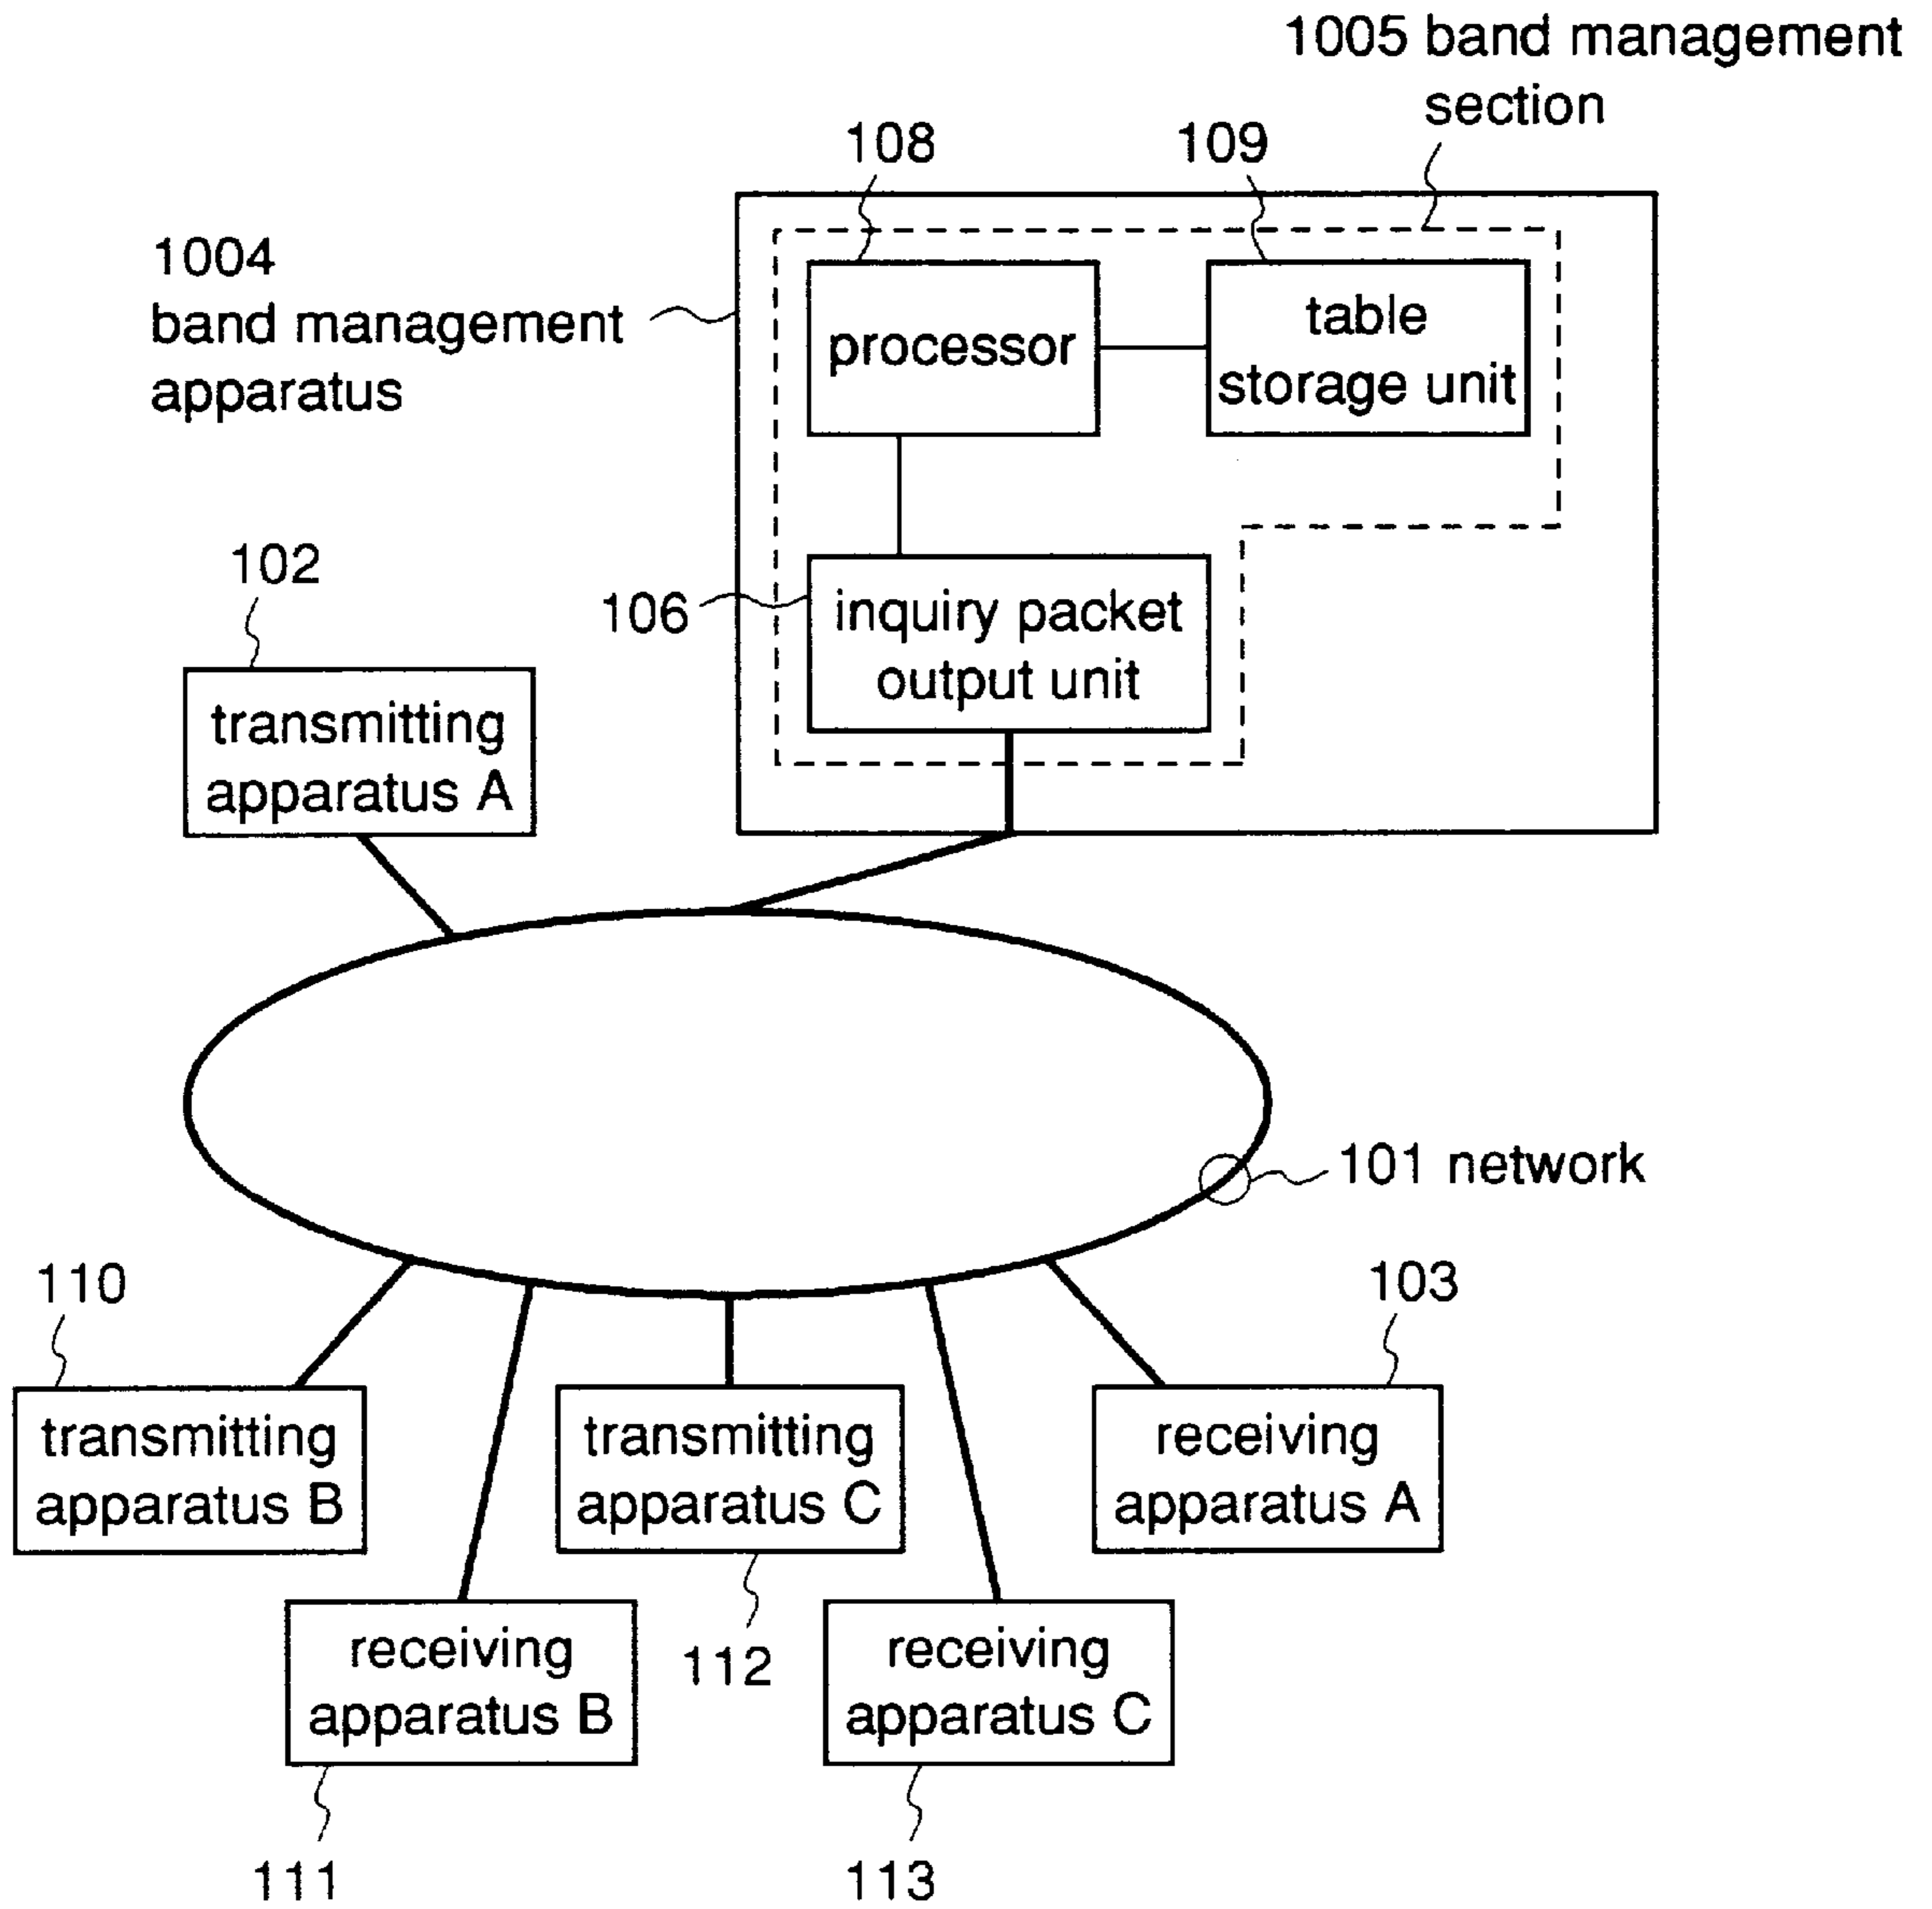 1005 band management
section
108
109
1004
band management
apparatus
processor
table
storage unit
102
106
inquiry packet
output unit
transmitting
apparatus A
101 network
110
103
transmitting
apparatus B
transmitting
apparatus C
receiving
apparatus A
112
receiving
apparatus B
receiving
apparatus C
111
113